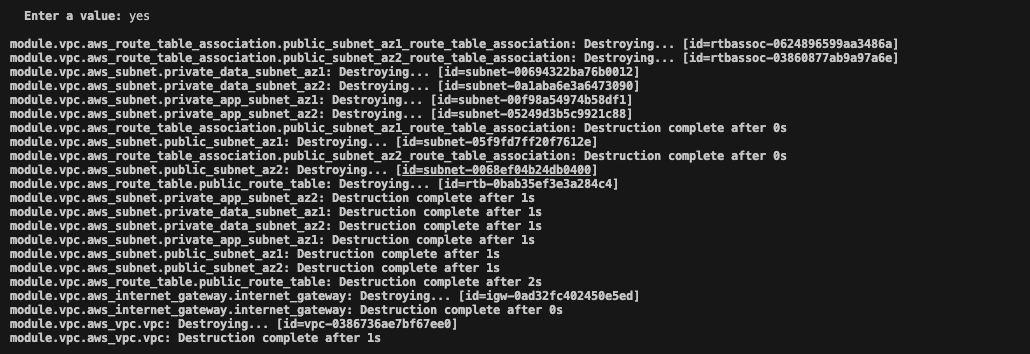 Enter a value: yes
module.vpc.aws_route_table_association.public_subnet_az1_route_table_association: Destroying... [id=rtbassoc-0624896599aa3486a]
module.vpc.aws_route_table_association.public_subnet_az2_route_table_association: Destroying... [id=rtbassoc-03860877ab9a97a6e]
module.vpc.aws_subnet.private_data_subnet_az1: Destroying... [id=subnet-00694322ba76b0012]
module.vpc.aws_subnet.private_data_subnet_az2: Destroying... [id=subnet-0a1aba6e3a6473090]
module.vpc.aws_subnet.private_app_subnet_az1: Destroying... [id=subnet-00f98a54974b58df1]
module.vpc.aws_subnet.private_app_subnet_az2: Destroying... [id=subnet-05249d3b5c9921c88]
module.vpc.aws_route_table_association.public_subnet_az1_route_table_association: Destruction complete after 0s
module.vpc.aws_subnet.public_subnet_az1: Destroying... [id=subnet-05f9fd7ff20f7612e]
module.vpc.aws_route_table_association.public_subnet_az2_route_table_association: Destruction complete after 0s
module.vpc.aws_subnet.public_subnet_az2: Destroying... [id=subnet-0068ef04b24db0400]
module.vpc.aws_route_table.public_route_table: Destroying... [id=rtb-0bab35ef3e3a284c4]
module.vpc.aws_subnet.private_app_subnet_az2: Destruction complete after 1s
module.vpc.aws_subnet.private_data_subnet_az1: Destruction complete after 1s
module.vpc.aws_subnet.private_data_subnet_az2: Destruction complete after 1s
module.vpc.aws_subnet.private_app_subnet_az1: Destruction complete after 1s
module.vpc.aws_subnet.public_subnet_az1: Destruction complete after 1s
module.vpc.aws_subnet.public_subnet_az2: Destruction complete after 1s
module.vpc.aws_route_table.public_route_table: Destruction complete after 2s
module.vpc.aws_internet_gateway.internet_gateway: Destroying... [id=igw-0ad32fc402450e5ed]
module.vpc.aws_internet_gateway.internet_gateway: Destruction complete after 0s
module.vpc.aws_vpc.vpc: Destroying... [id=vpc-0386736ae7bf67ee0]
module.vpc.aws_vpc.vpc: Destruction complete after 1s